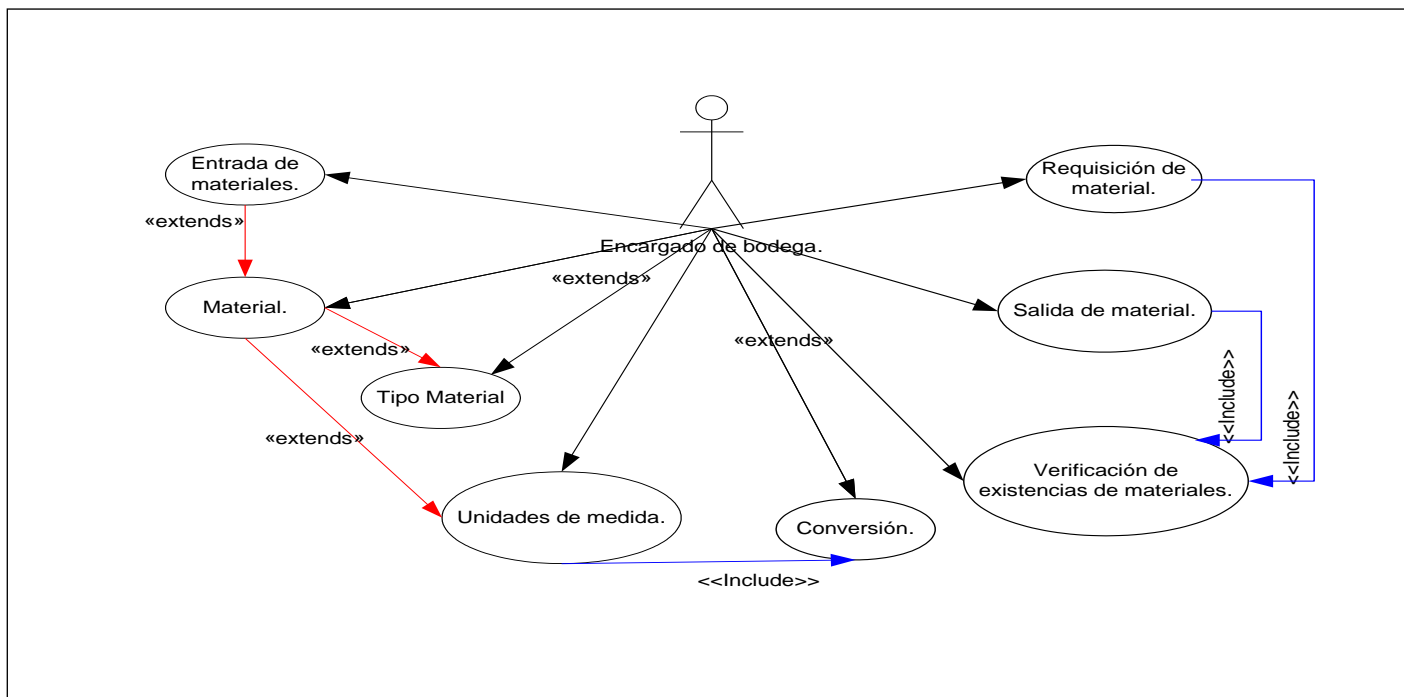 Entrada de
materiales.
Requisición de
material.
«extends»
Encargado de bodega.
«extends»
Material.
Salida de material.
«extends»
«extends»
Tipo Material
<<Include>>
<<Include>>
«extends»
Verificación de
existencias de materiales.
Unidades de medida.
Conversión.
<<Include>>